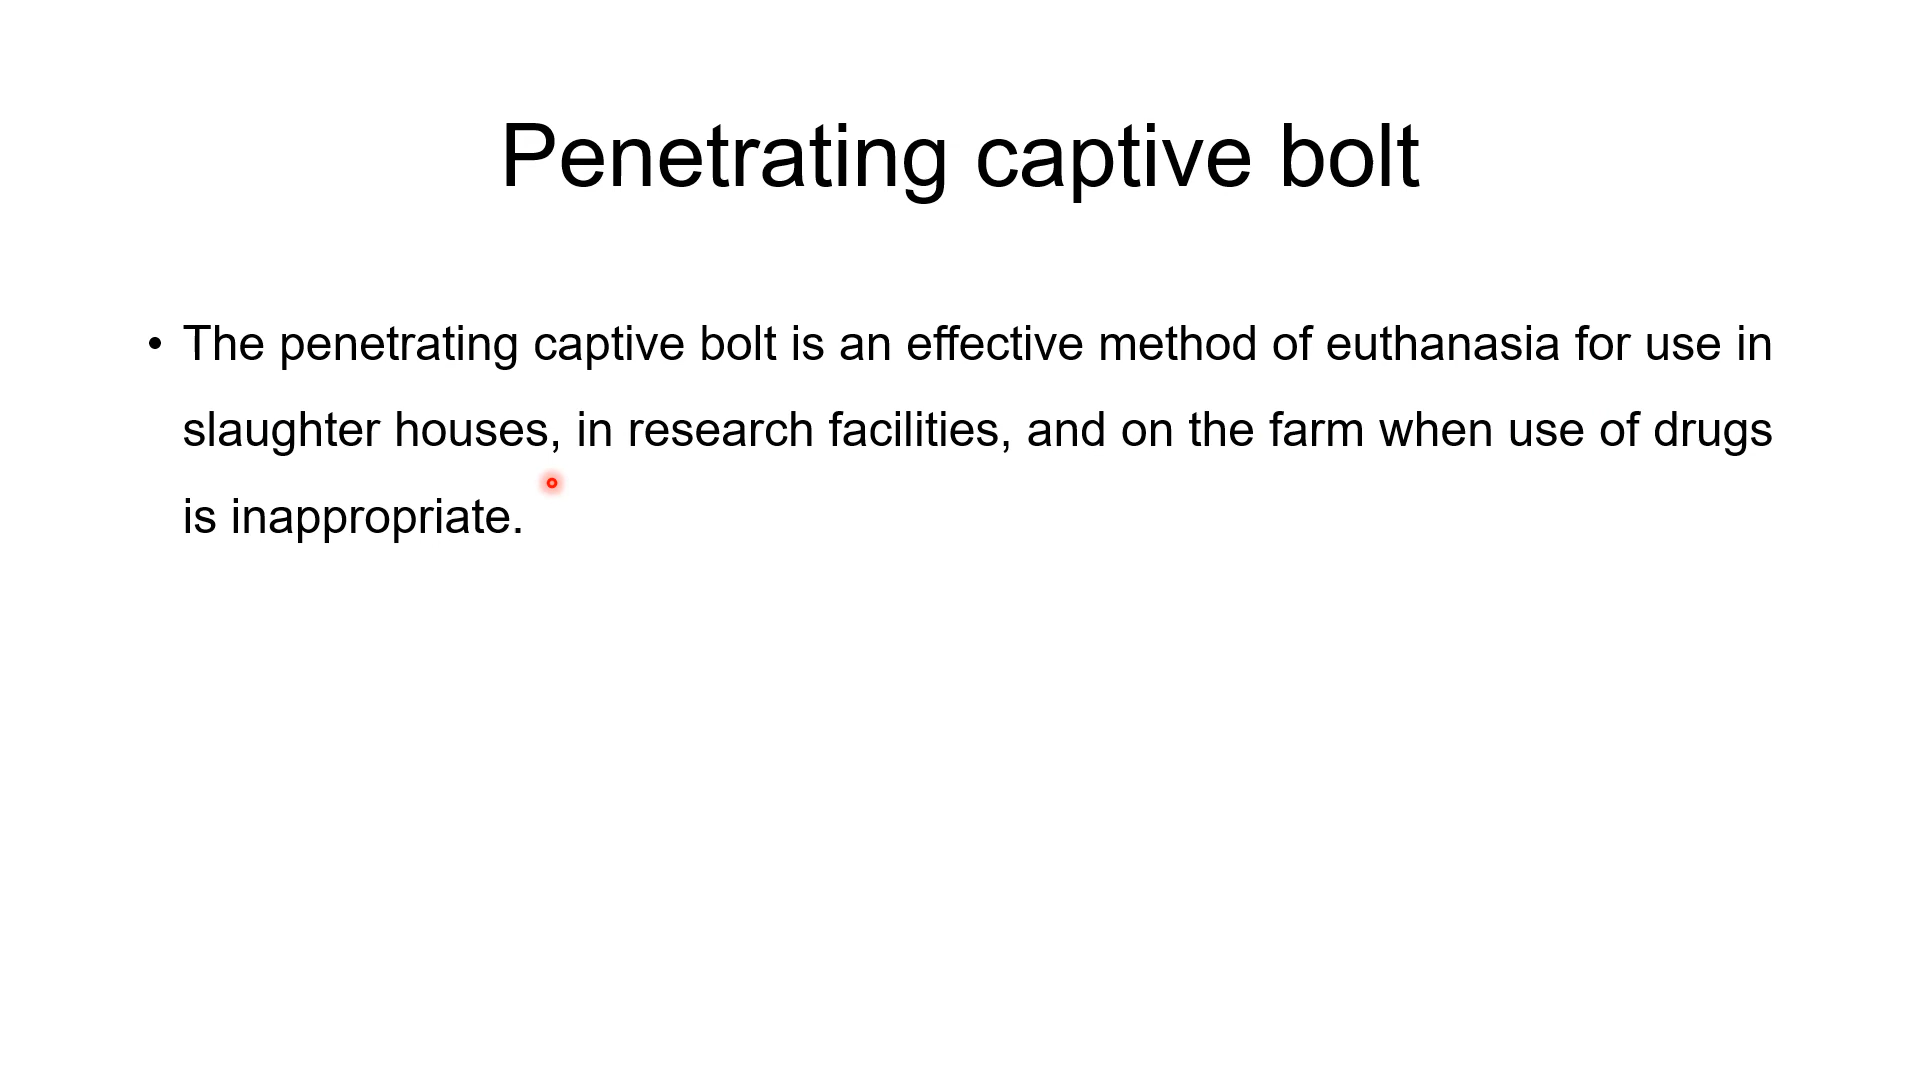 Penetrating captive bolt
• The penetrating captive bolt is an effective method of euthanasia for use in
slaughter houses, in research facilities, and on the farm when use of drugs
is inappropriate.